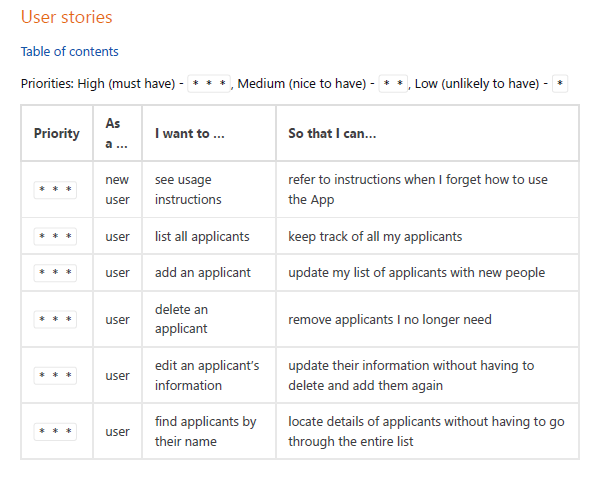 User stories
Table of contents
Priorities: High (must have) - * * *, Medium (nice to have) - * *, Low (unlikely to have) - *
Priority
As
a ...
I want to ...
So that I can...
* * *
new
user
see usage
instructions
refer to instructions when I forget how to use
the App
* * *
user
list all applicants
keep track of all my applicants
* * *
user
add an applicant
update my list of applicants with new people
* * *
user
delete an
applicant
remove applicants I no longer need
* * *
user
edit an applicant's
information
update their information without having to
delete and add them again
* * *
user
find applicants by
their name
locate details of applicants without having to go
through the entire list